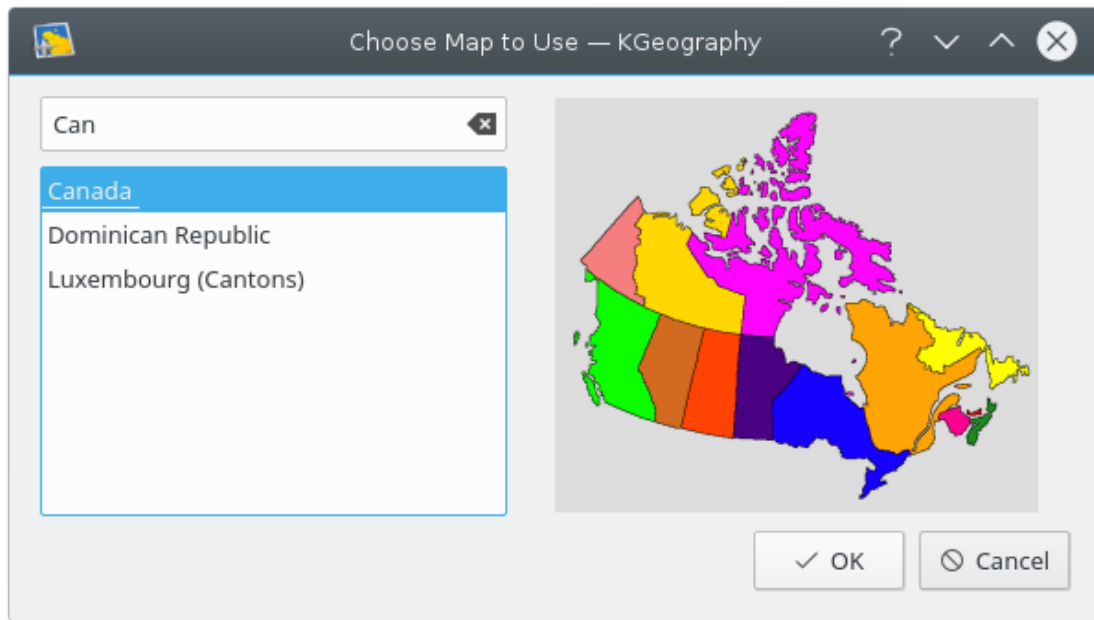 Choose Map to Use — KGeography
Can
Canada
Dominican Republic
Luxembourg (Cantons)
OK
Cancel